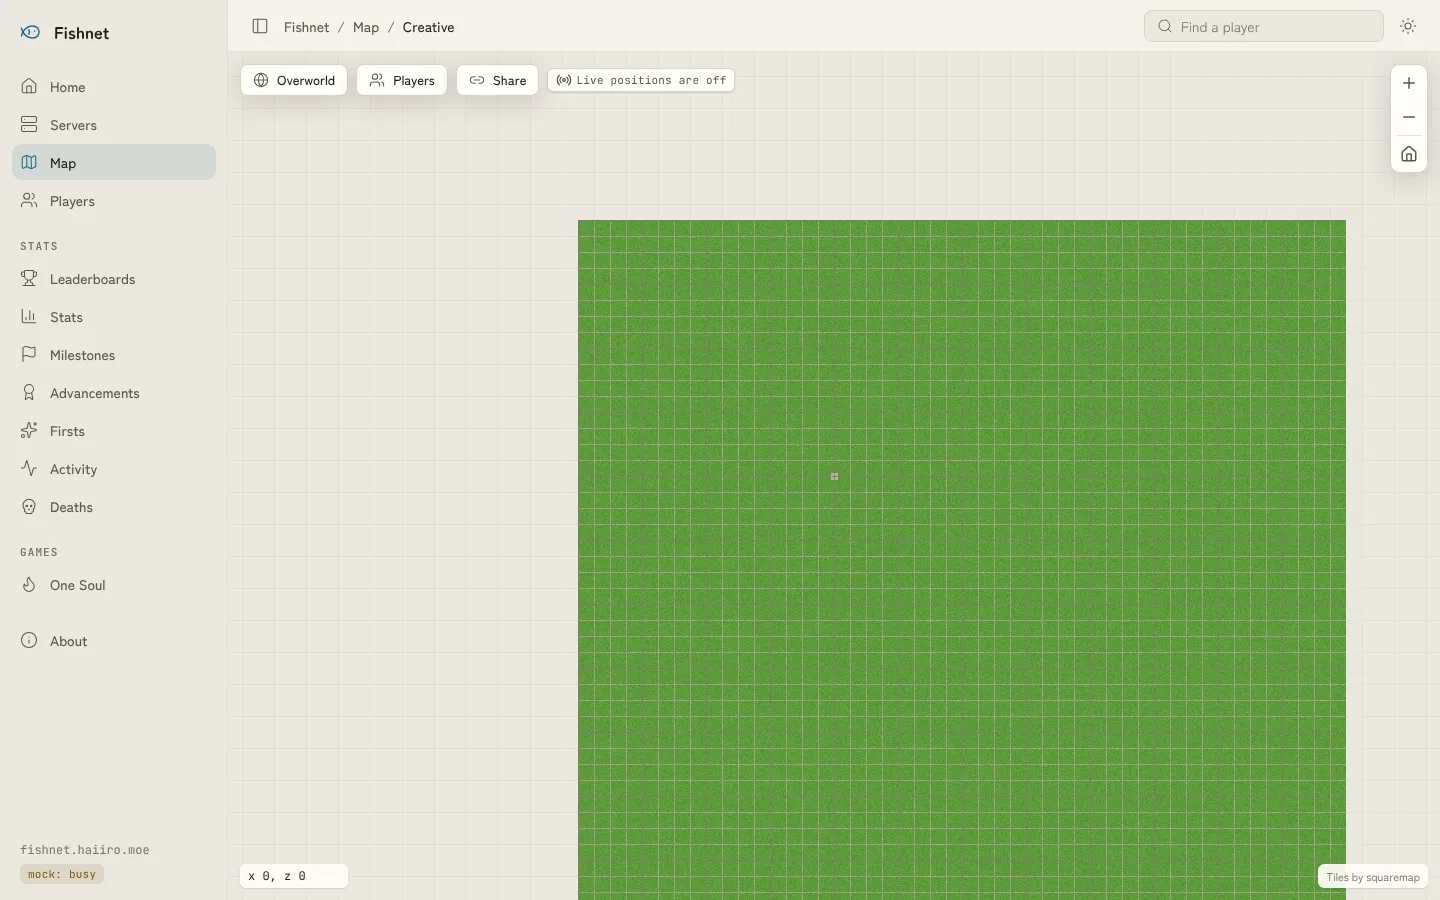 Fishnet
Home
Servers
Map
Players
STATS
Leaderboards
Stats
Milestones
Advancements
Firsts
Activity
Deaths
GAMES
One Soul
About
fishnet.haiiro.moe
mock: busy
Fishnet / Map / Creative
Find a player
Overworld
Players
Share
Live positions are off
x 0, z 0
Tiles by squaremap